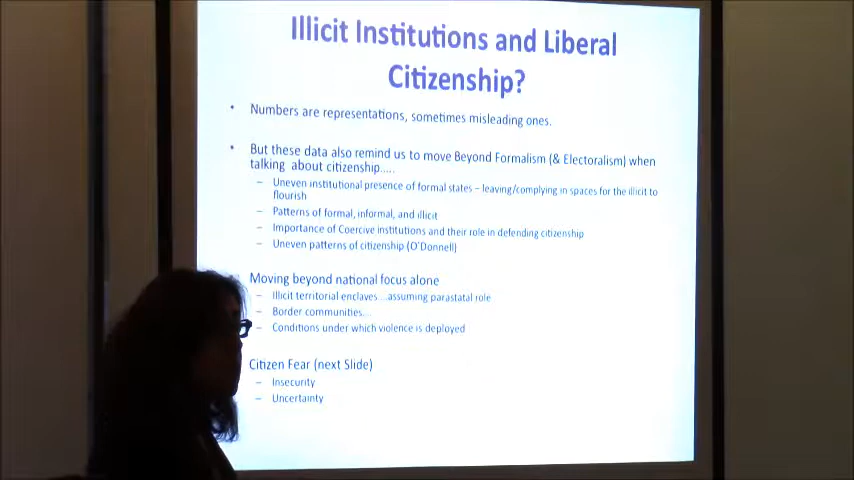 Illicit Institutions and Liberal
Citizenship?
• Numbers are representations, sometimes misleading ones.
• But these data also remind us to move Beyond Formalism (& Electoralism) when
talking about citizenship.....
– Uneven institutional presence of formal states – leaving/complying in spaces for the illicit to
flourish
– Patterns of formal, informal, and illicit
– Importance of Coercive institutions and their role in defending citizenship
– Uneven patterns of citizenship (O'Donnell)
Moving beyond national focus alone
– Illicit territorial enclaves...assuming parastatal role
– Border communities...
– Conditions under which violence is deployed
Citizen Fear (next Slide)
– Insecurity
– Uncertainty